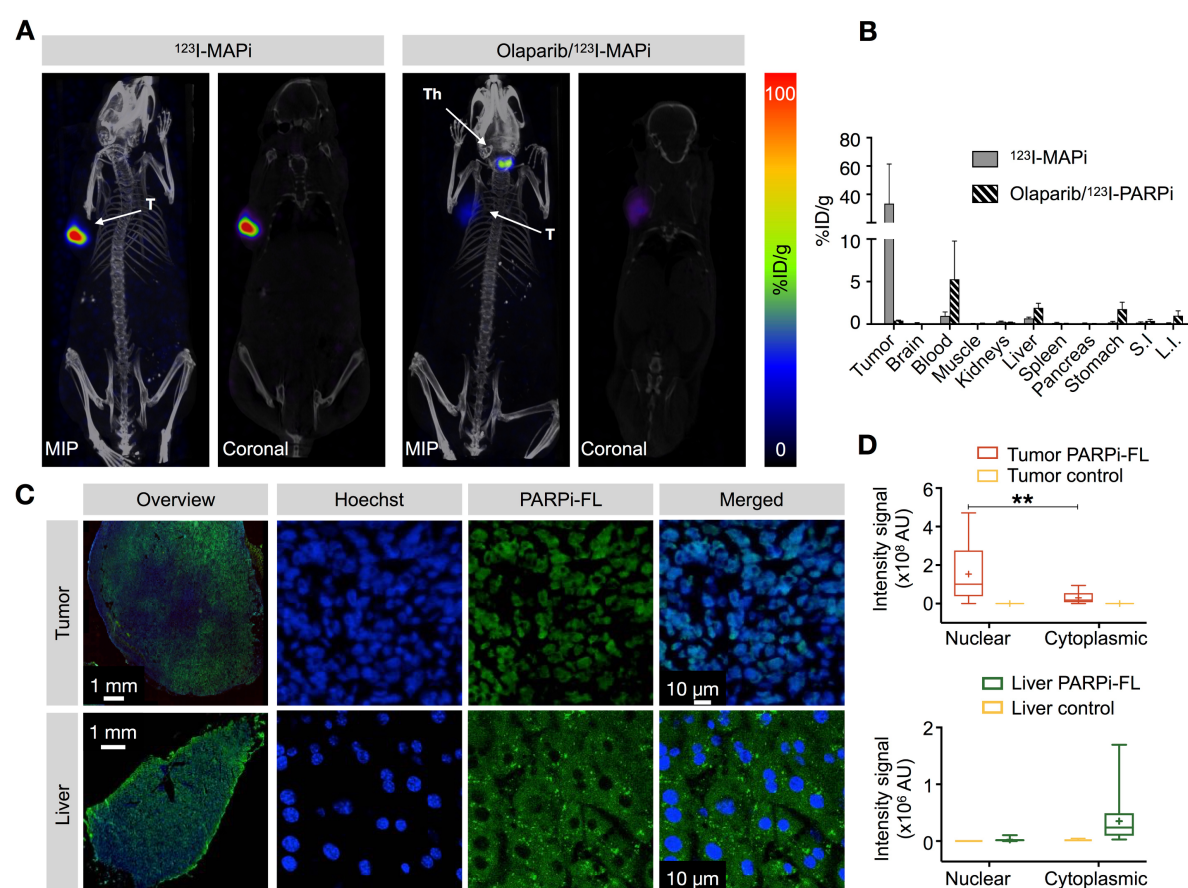 A
¹²³I-MAPi
Olaparib/¹²³I-MAPi
T
MIP
Coronal
Th
T
MIP
Coronal
100
%ID/g
0
B
%ID/g
80
60
40
10
5
0
¹²³I-MAPi
Olaparib/¹²³I-PARPi
Tumor
Brain
Blood
Muscle
Kidneys
Liver
Spleen
Pancreas
Stomach
S.I
L.I.
C
Overview
Hoechst
PARPi-FL
Merged
Tumor
1 mm
10 µm
10 µm
Liver
1 mm
10 µm
10 µm
D
Tumor PARPi-FL
Tumor control
Intensity signal
(x10⁸ AU)
6
4
2
0
**
Nuclear
Cytoplasmic
Liver PARPi-FL
Liver control
Intensity signal
(x10⁶ AU)
2
1
0
Nuclear
Cytoplasmic